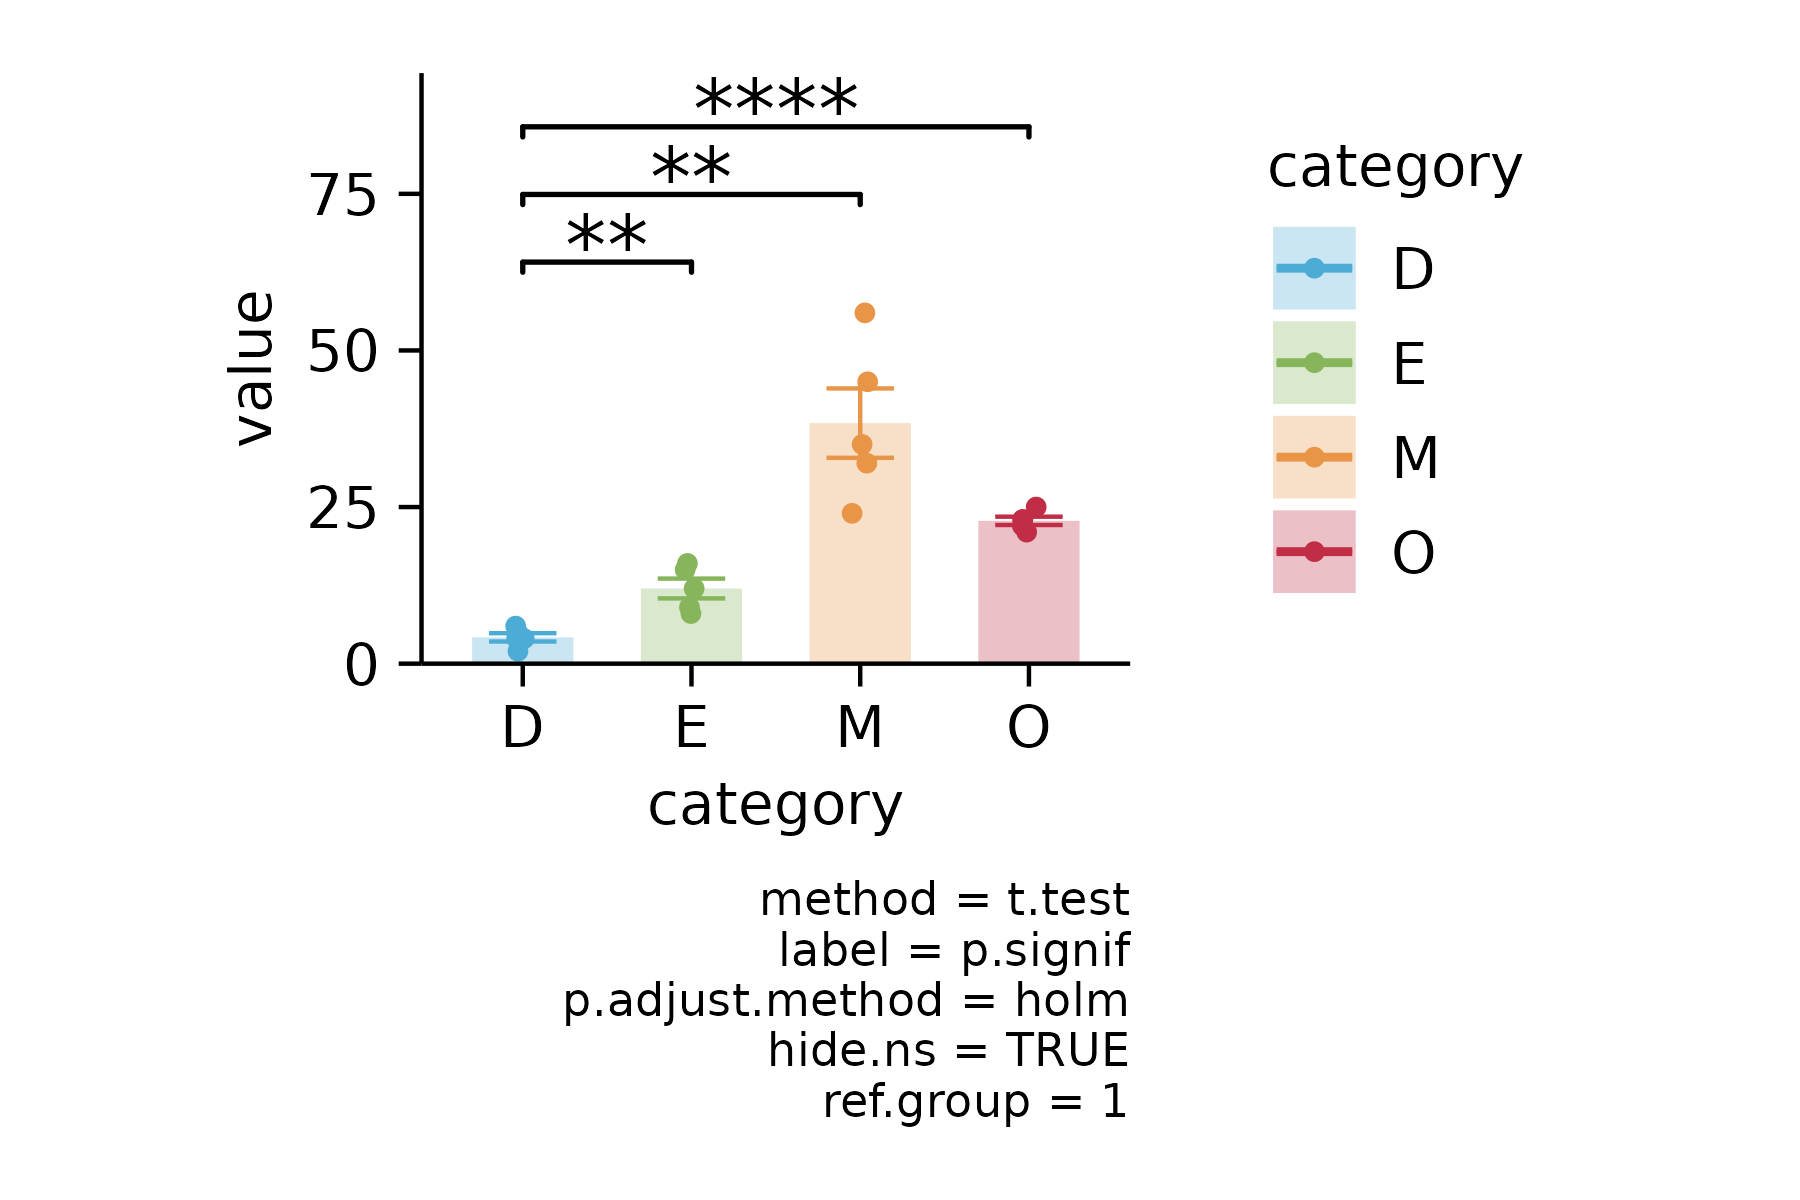 ****
**
**
75
50
25
0
value
D E M O
category
category
D
E
M
O
method = t.test
label = p.signif
p.adjust.method = holm
hide.ns = TRUE
ref.group = 1